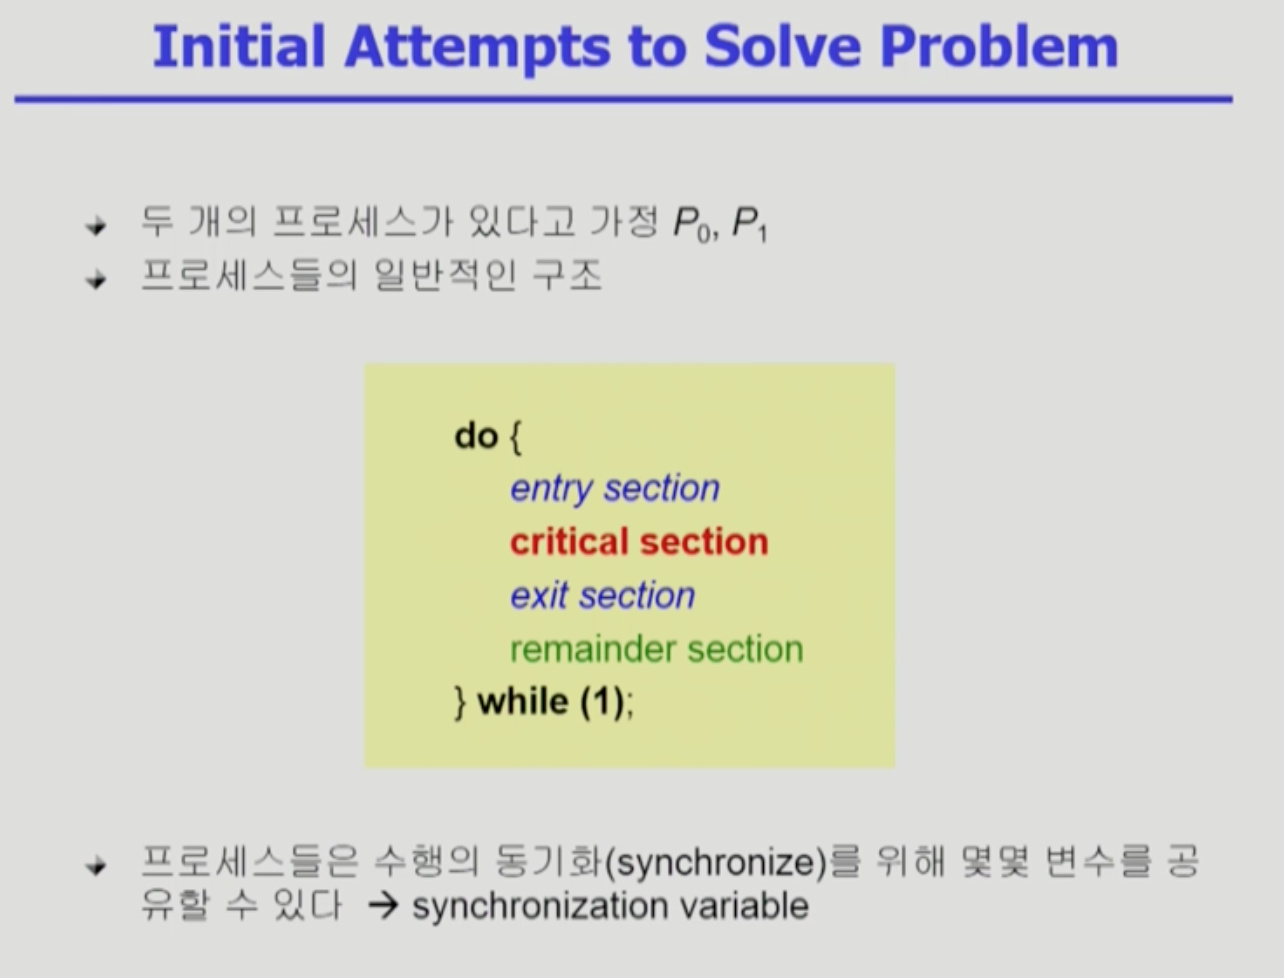 Initial Attempts to Solve Problem
두 개의 프로세스가 있다고 가정 P0, P1
프로세스들의 일반적인 구조
do {
entry section
critical section
exit section
remainder section
} while (1);
프로세스들은 수행의 동기화(synchronize)를 위해 몇몇 변수를 공
유할 수 있다 → synchronization variable